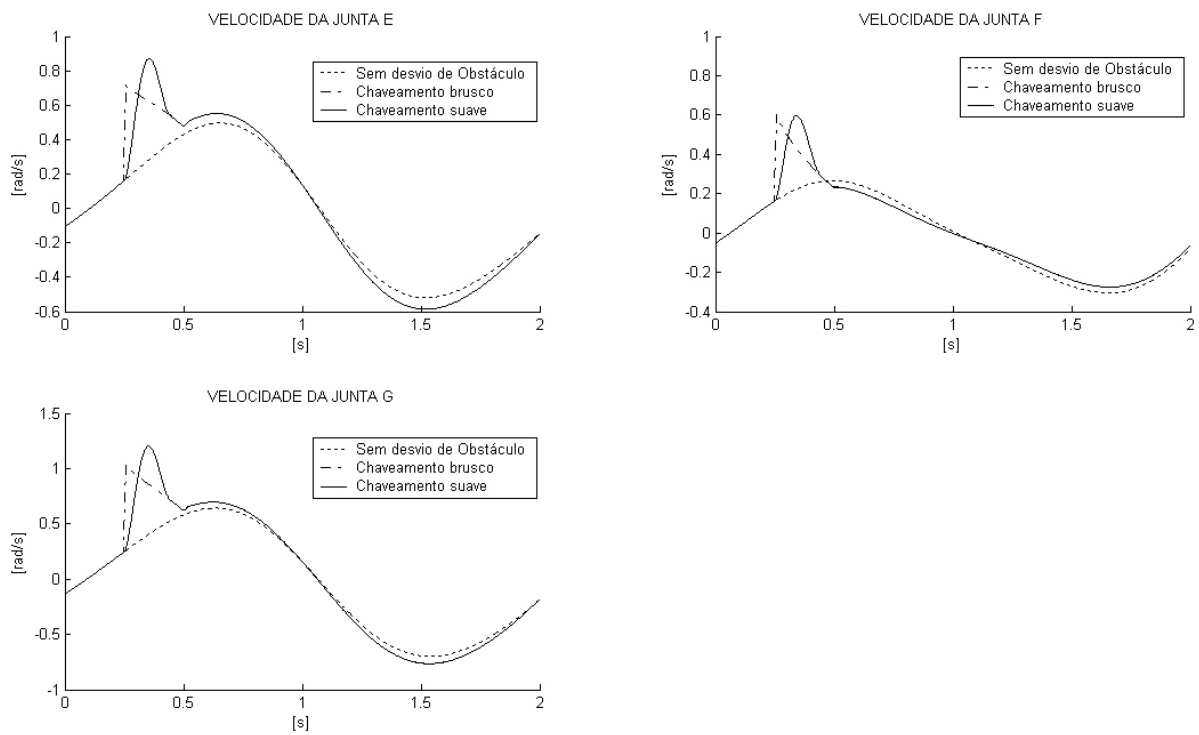 VELOCIDADE DA JUNTA E
1
0.8
0.6
0.4
0.2
0
-0.2
-0.4
-0.6
[rad/s]
Sem desvio de Obstáculo
Chaveamento brusco
Chaveamento suave
0 0.5 1 1.5 2
[s]
VELOCIDADE DA JUNTA F
1
0.8
0.6
0.4
0.2
0
-0.2
-0.4
[rad/s]
Sem desvio de Obstáculo
Chaveamento brusco
Chaveamento suave
0 0.5 1 1.5 2
[s]
VELOCIDADE DA JUNTA G
1.5
1
0.5
0
-0.5
-1
[rad/s]
Sem desvio de Obstáculo
Chaveamento brusco
Chaveamento suave
0 0.5 1 1.5 2
[s]